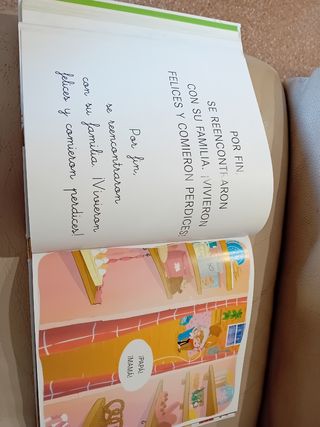 POR FIN
SE REENCONTRARON
CON SU FAMILIA. ¡VIVIERON
FELICES Y COMIERON PERDICES!
Por fin,
se reencontraron
con su familia. ¡Vivieron
felices y comieron perdices!
¡PAPÁ!
¡MAMÁ!